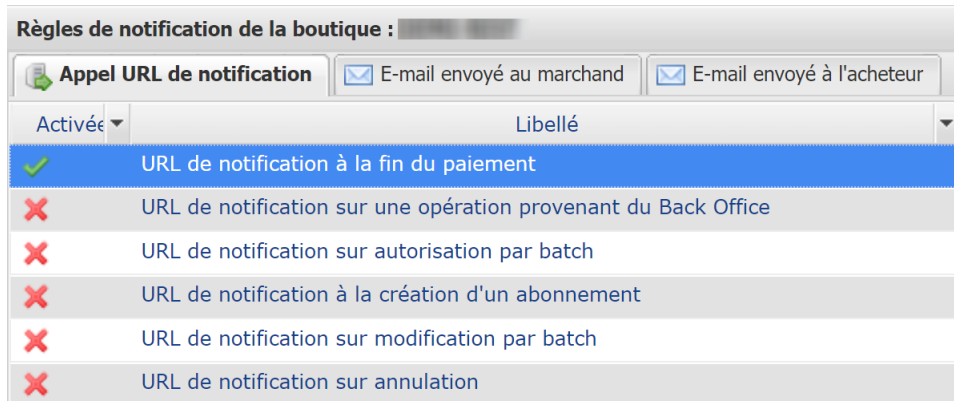 Règles de notification de la boutique :
Appel URL de notification E-mail envoyé au marchand E-mail envoyé à l'acheteur
Activée Libellé
URL de notification à la fin du paiement
URL de notification sur une opération provenant du Back Office
URL de notification sur autorisation par batch
URL de notification à la création d'un abonnement
URL de notification sur modification par batch
URL de notification sur annulation